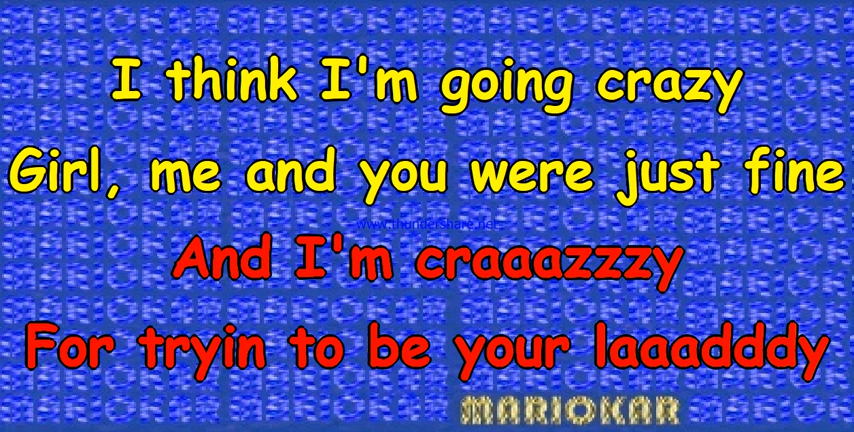 I think I'm going crazy
Girl, me and you were just fine
www.thundershare.net
And I'm craaazzzy
For tryin to be your laaadddy
MARIOKAR